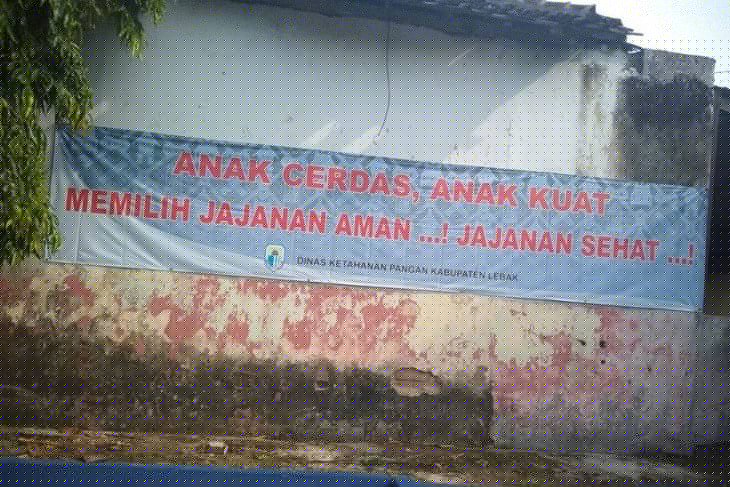 ANAK CERDAS, ANAK KUAT
MEMILIH JAJANAN AMAN ...! JAJANAN SEHAT ...!
DINAS KETAHANAN PANGAN KABUPATEN LEBAK